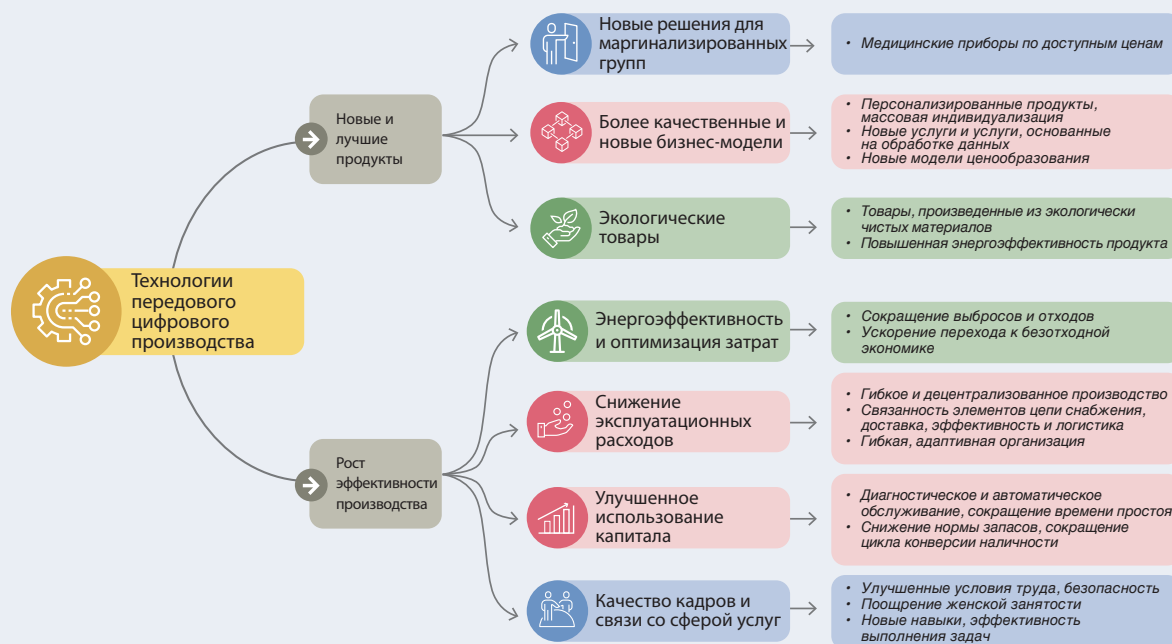 Технологии
передового
цифрового
производства
Новые и
лучшие
продукты
Новые решения для
маргинализированных
групп
• Медицинские приборы по доступным ценам
Более качественные и
новые бизнес-модели
• Персонализированные продукты,
массовая индивидуализация
• Новые услуги и услуги, основанные
на обработке данных
• Новые модели ценообразования
Экологические
товары
• Товары, произведенные из экологически
чистых материалов
• Повышенная энергоэффективность продукта
Рост
эффективности
производства
Энергоэффективность
и оптимизация затрат
• Сокращение выбросов и отходов
• Ускорение перехода к безотходной
экономике
Снижение
эксплуатационных
расходов
• Гибкое и децентрализованное производство
• Связанность элементов цепи снабжения,
доставка, эффективность и логистика
• Гибкая, адаптивная организация
Улучшенное
использование
капитала
• Диагностическое и автоматическое
обслуживание, сокращение времени простоя
• Снижение нормы запасов, сокращение
цикла конверсии наличности
Качество кадров и
связи со сферой услуг
• Улучшенные условия труда, безопасность
• Поощрение женской занятости
• Новые навыки, эффективность
выполнения задач